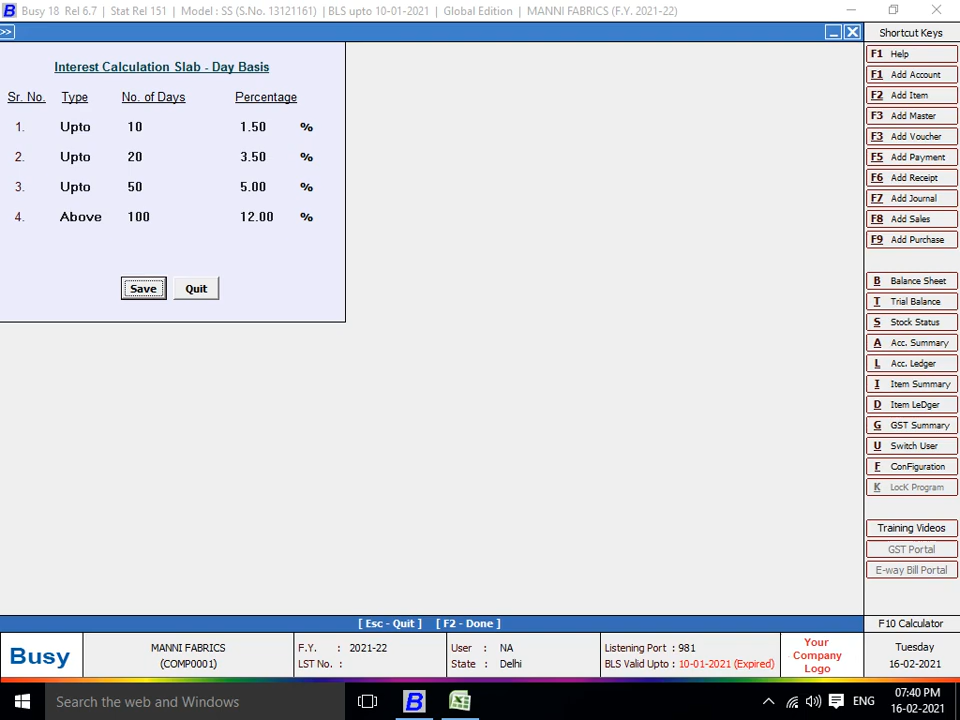 Busy 18 Rel 6.7 | Stat Rel 151 | Model : SS (S.No. 13121161) | BLS upto 10-01-2021 | Global Edition | MANNI FABRICS (F.Y. 2021-22)
>>
Shortcut Keys
Interest Calculation Slab - Day Basis
Sr. No. Type No. of Days Percentage
1. Upto 10 1.50 %
2. Upto 20 3.50 %
3. Upto 50 5.00 %
4. Above 100 12.00 %
Save Quit
F1 Help
F1 Add Account
F2 Add Item
F3 Add Master
F3 Add Voucher
F5 Add Payment
F6 Add Receipt
F7 Add Journal
F8 Add Sales
F9 Add Purchase
B Balance Sheet
T Trial Balance
S Stock Status
A Acc. Summary
L Acc. Ledger
I Item Summary
D Item LeDger
G GST Summary
U Switch User
F ConFiguration
K LocK Program
Training Videos
GST Portal
E-way Bill Portal
[ Esc - Quit ] [ F2 - Done ]
F10 Calculator
Busy
MANNI FABRICS
(COMP0001)
F.Y. : 2021-22
LST No. :
User : NA
State : Delhi
Listening Port : 981
BLS Valid Upto : 10-01-2021 (Expired)
Your
Company
Logo
Tuesday
16-02-2021
Search the web and Windows
B
ENG
07:40 PM
16-02-2021